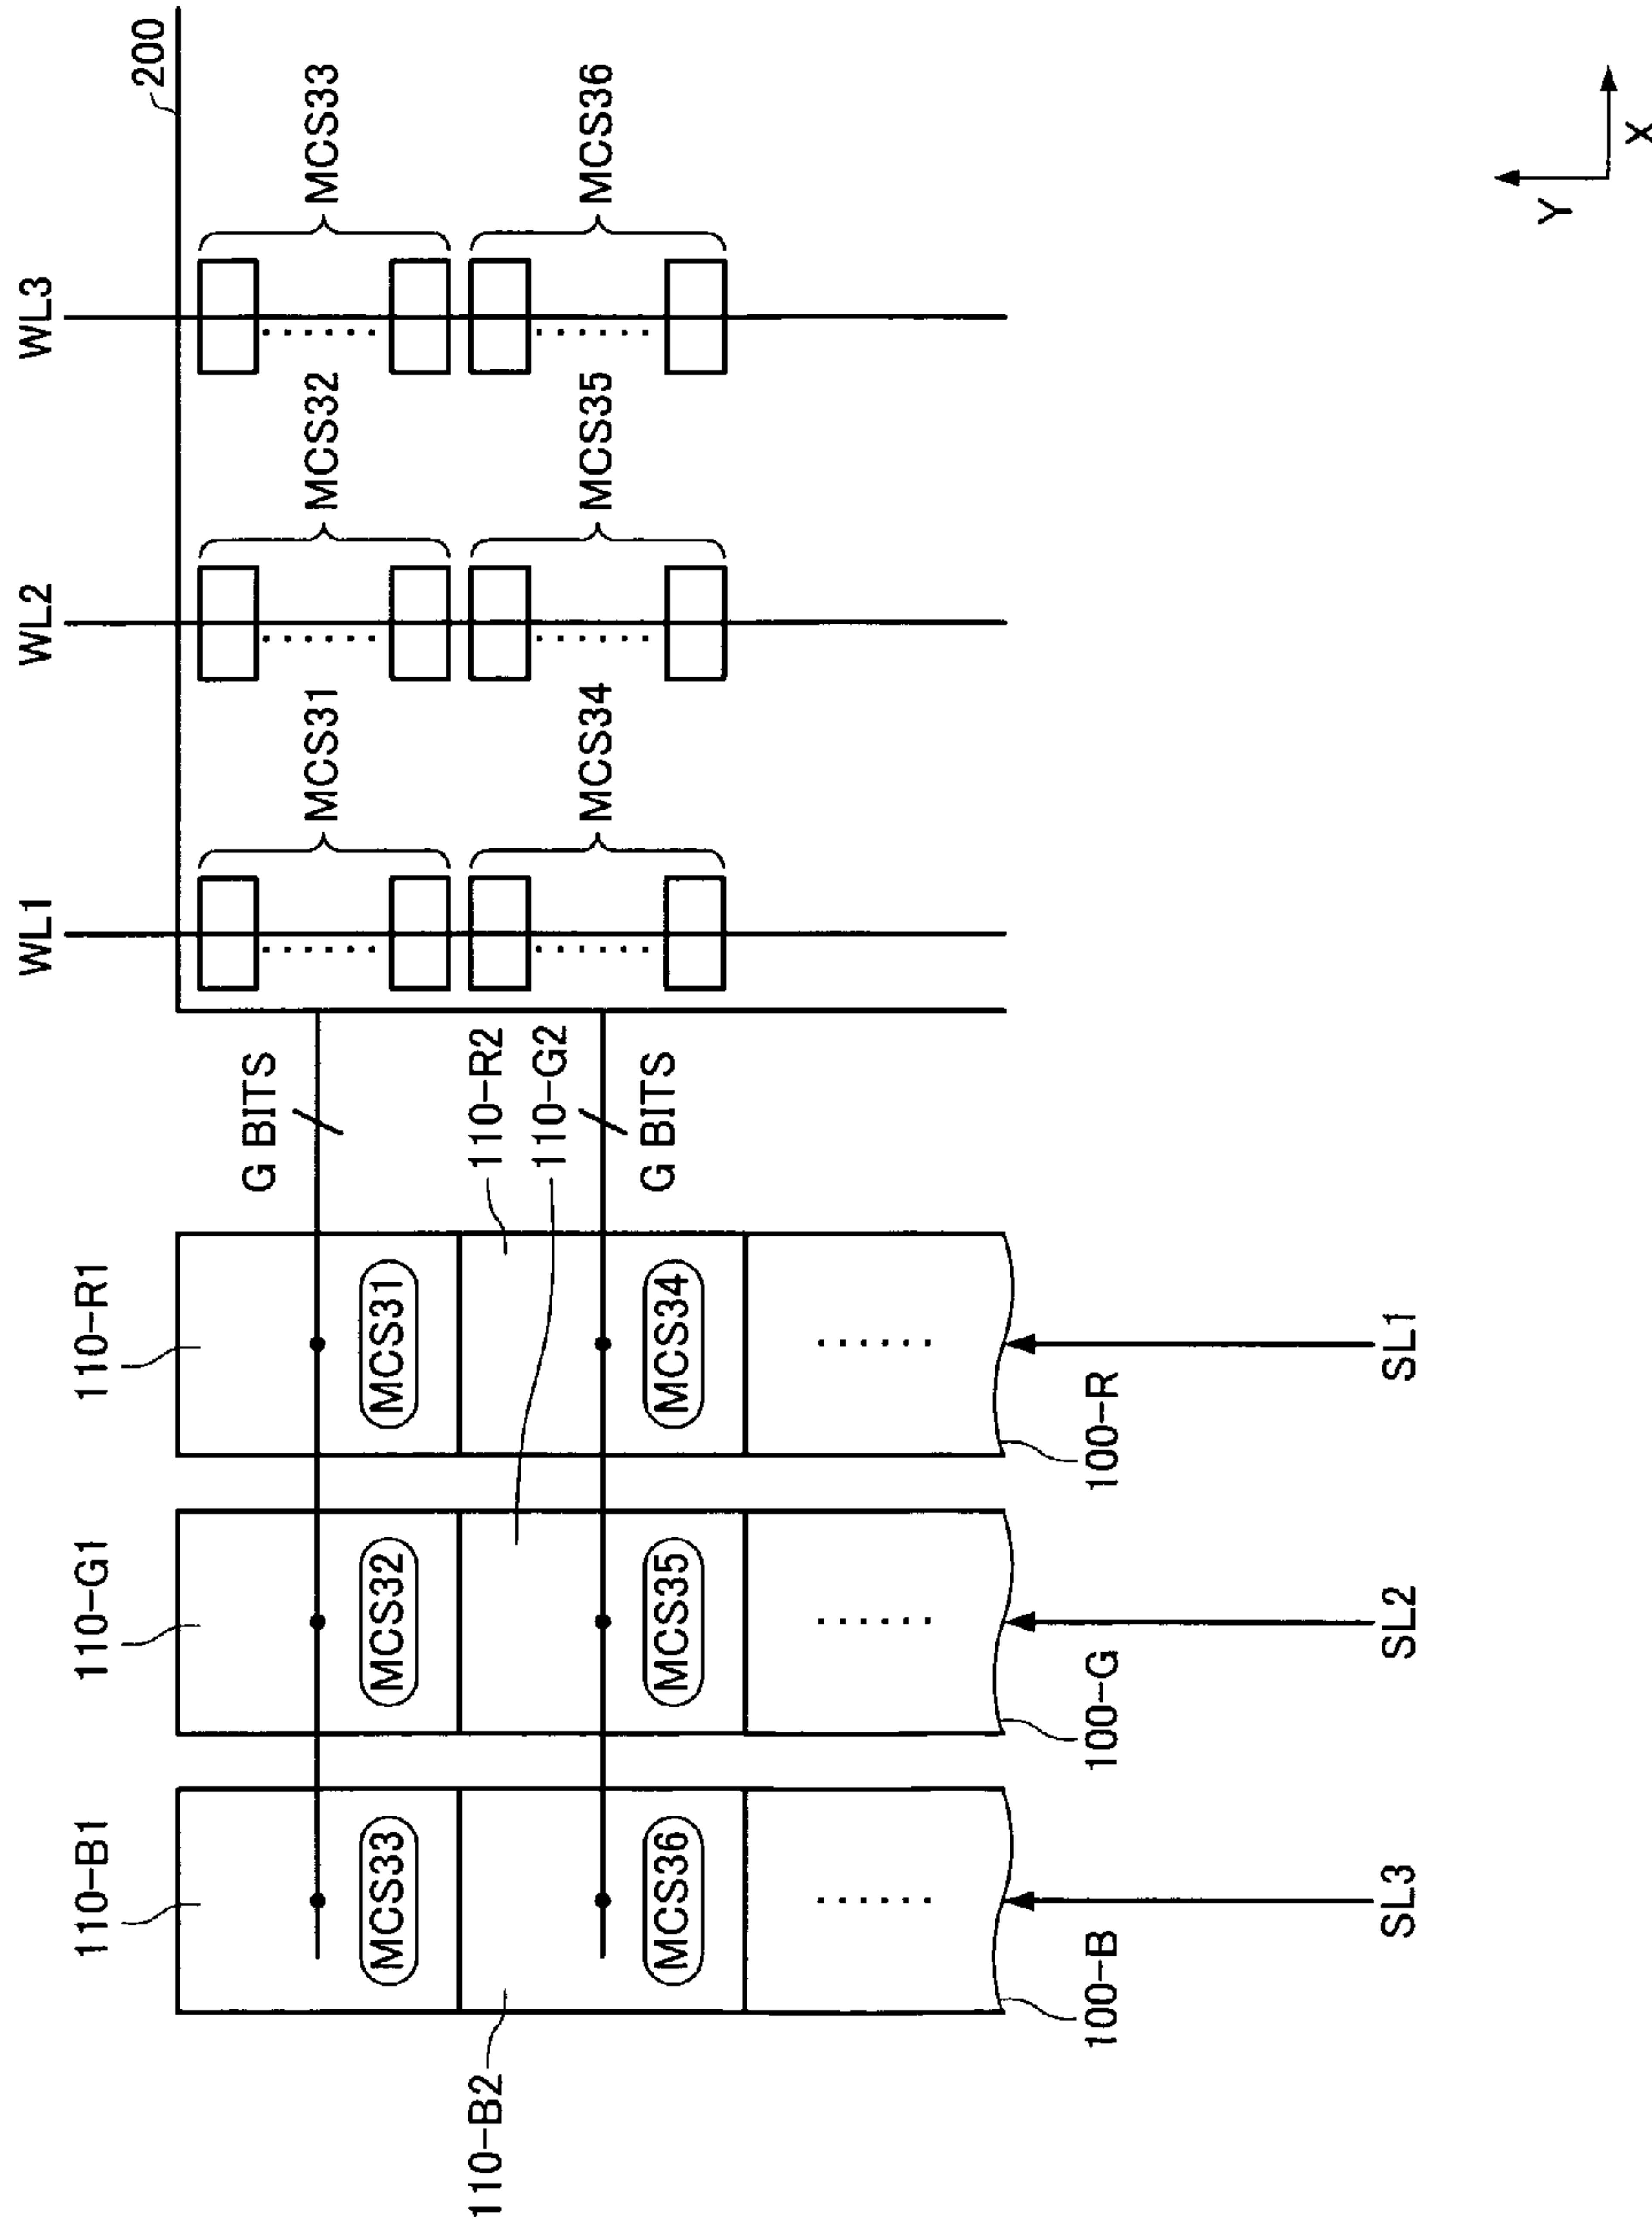 WL1
WL2
WL3
200
MCS31
MCS32
MCS33
MCS34
MCS35
MCS36
110-B1
110-G1
110-R1
G BITS
110-R2
110-G2
G BITS
MCS33
MCS32
MCS31
110-B2
MCS36
MCS35
MCS34
100-B
100-G
100-R
SL3
SL2
SL1
Y
X